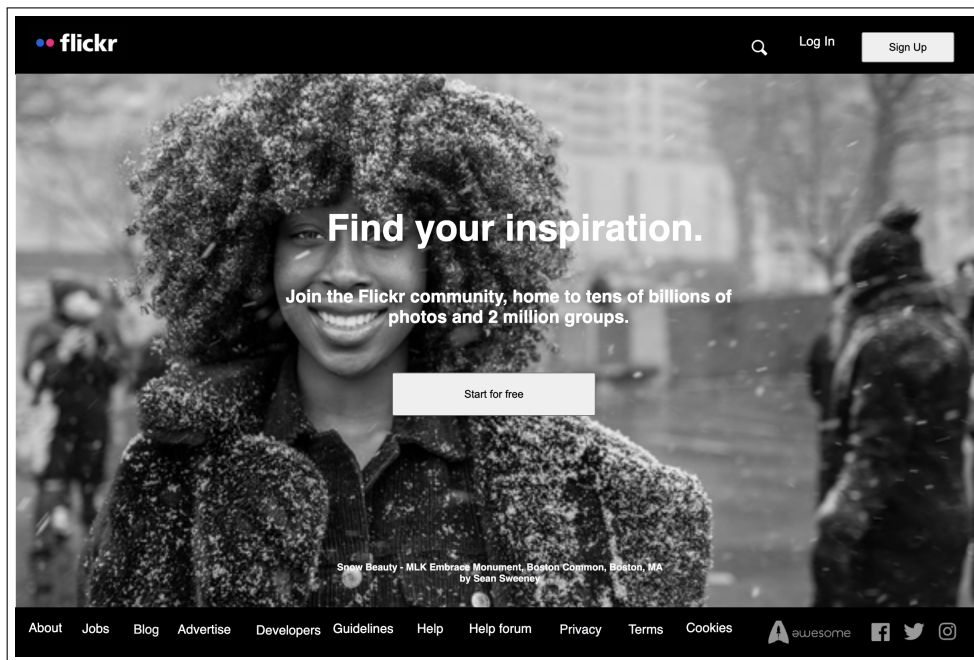 flickr
Log In
Sign Up
Find your inspiration.
Join the Flickr community, home to tens of billions of
photos and 2 million groups.
Start for free
Snow Beauty - MLK Embrace Monument, Boston Common, Boston, MA
by Sean Sweeney
About Jobs Blog Advertise Developers Guidelines Help Help forum Privacy Terms Cookies
əwesome